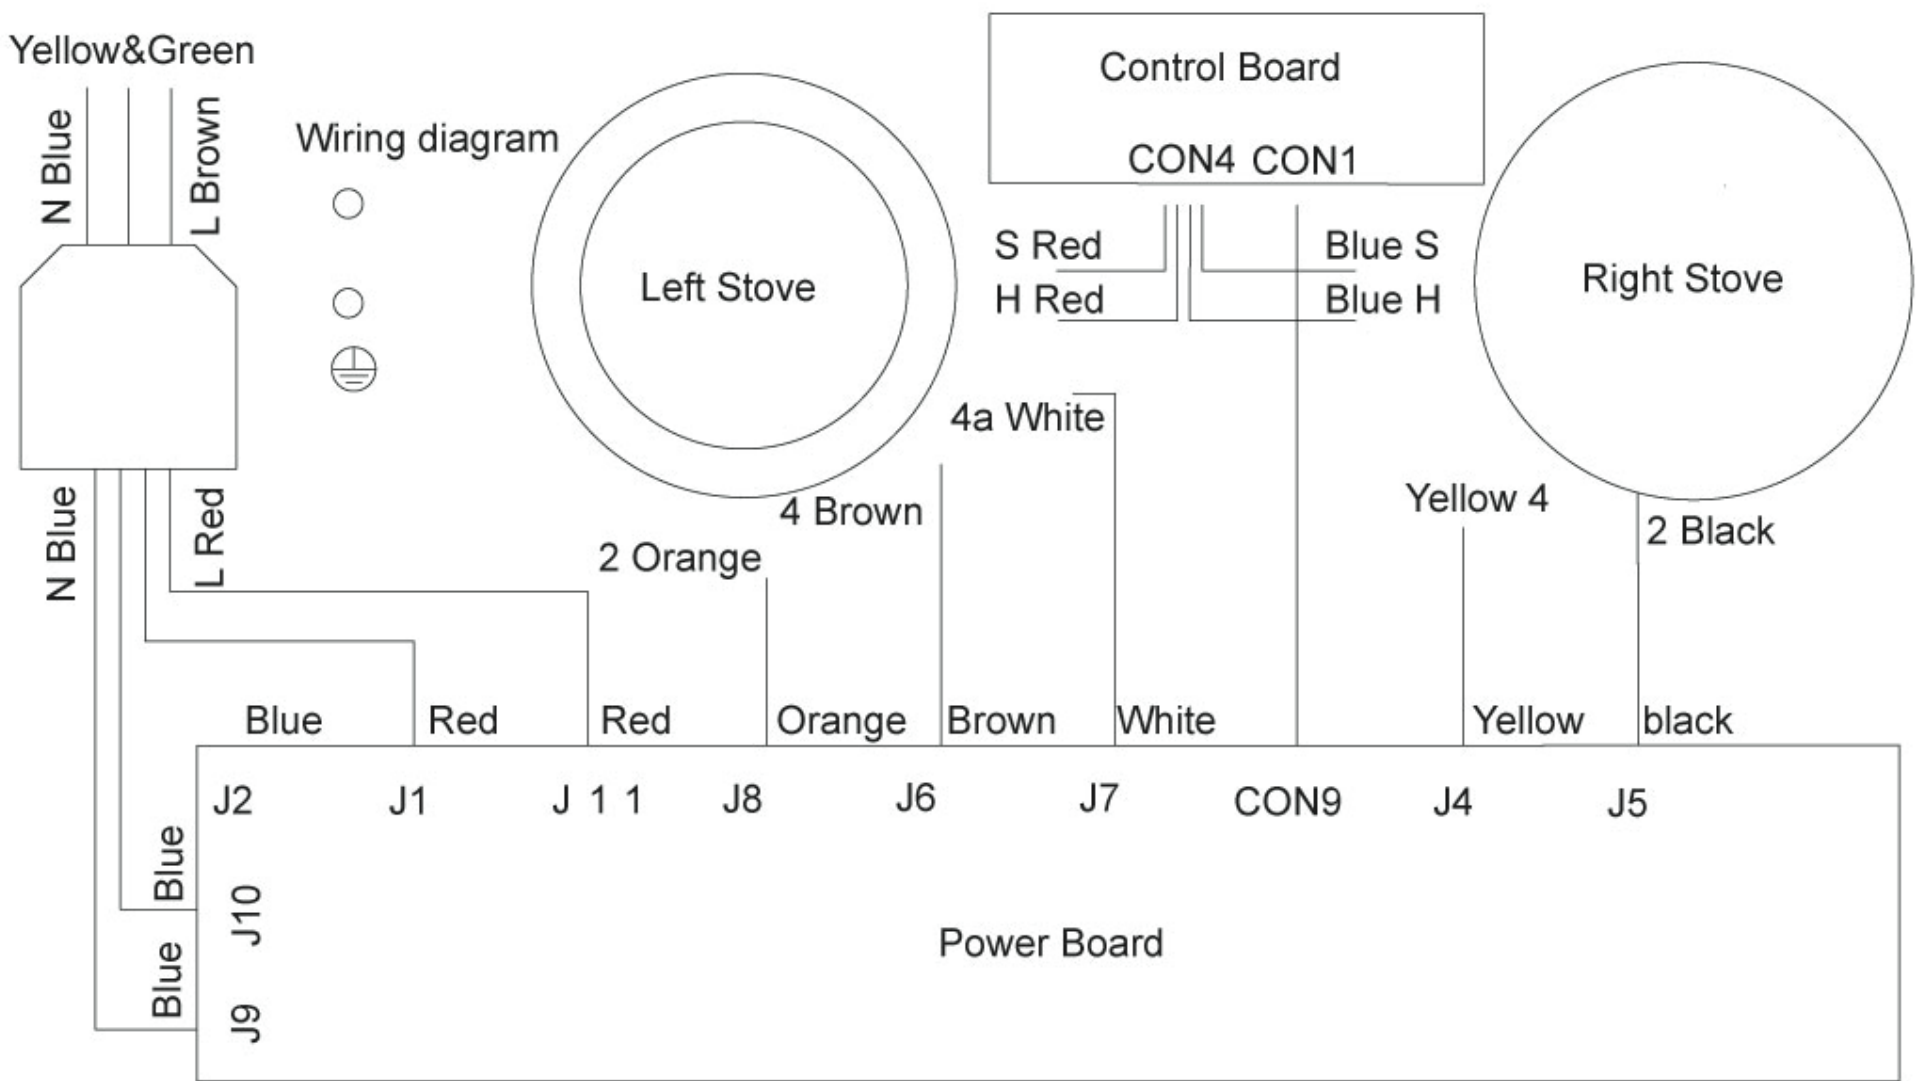 Yellow&Green
N Blue
L Brown
Wiring diagram
Left Stove
Control Board
CON4 CON1
S Red
Blue S
H Red
Blue H
Right Stove
4a White
4 Brown
2 Orange
Yellow 4
2 Black
N Blue
L Red
Blue
Red
Red
Orange
Brown
White
Yellow
black
J2
J1
J 1 1
J8
J6
J7
CON9
J4
J5
Blue
J10
Blue
J9
Power Board